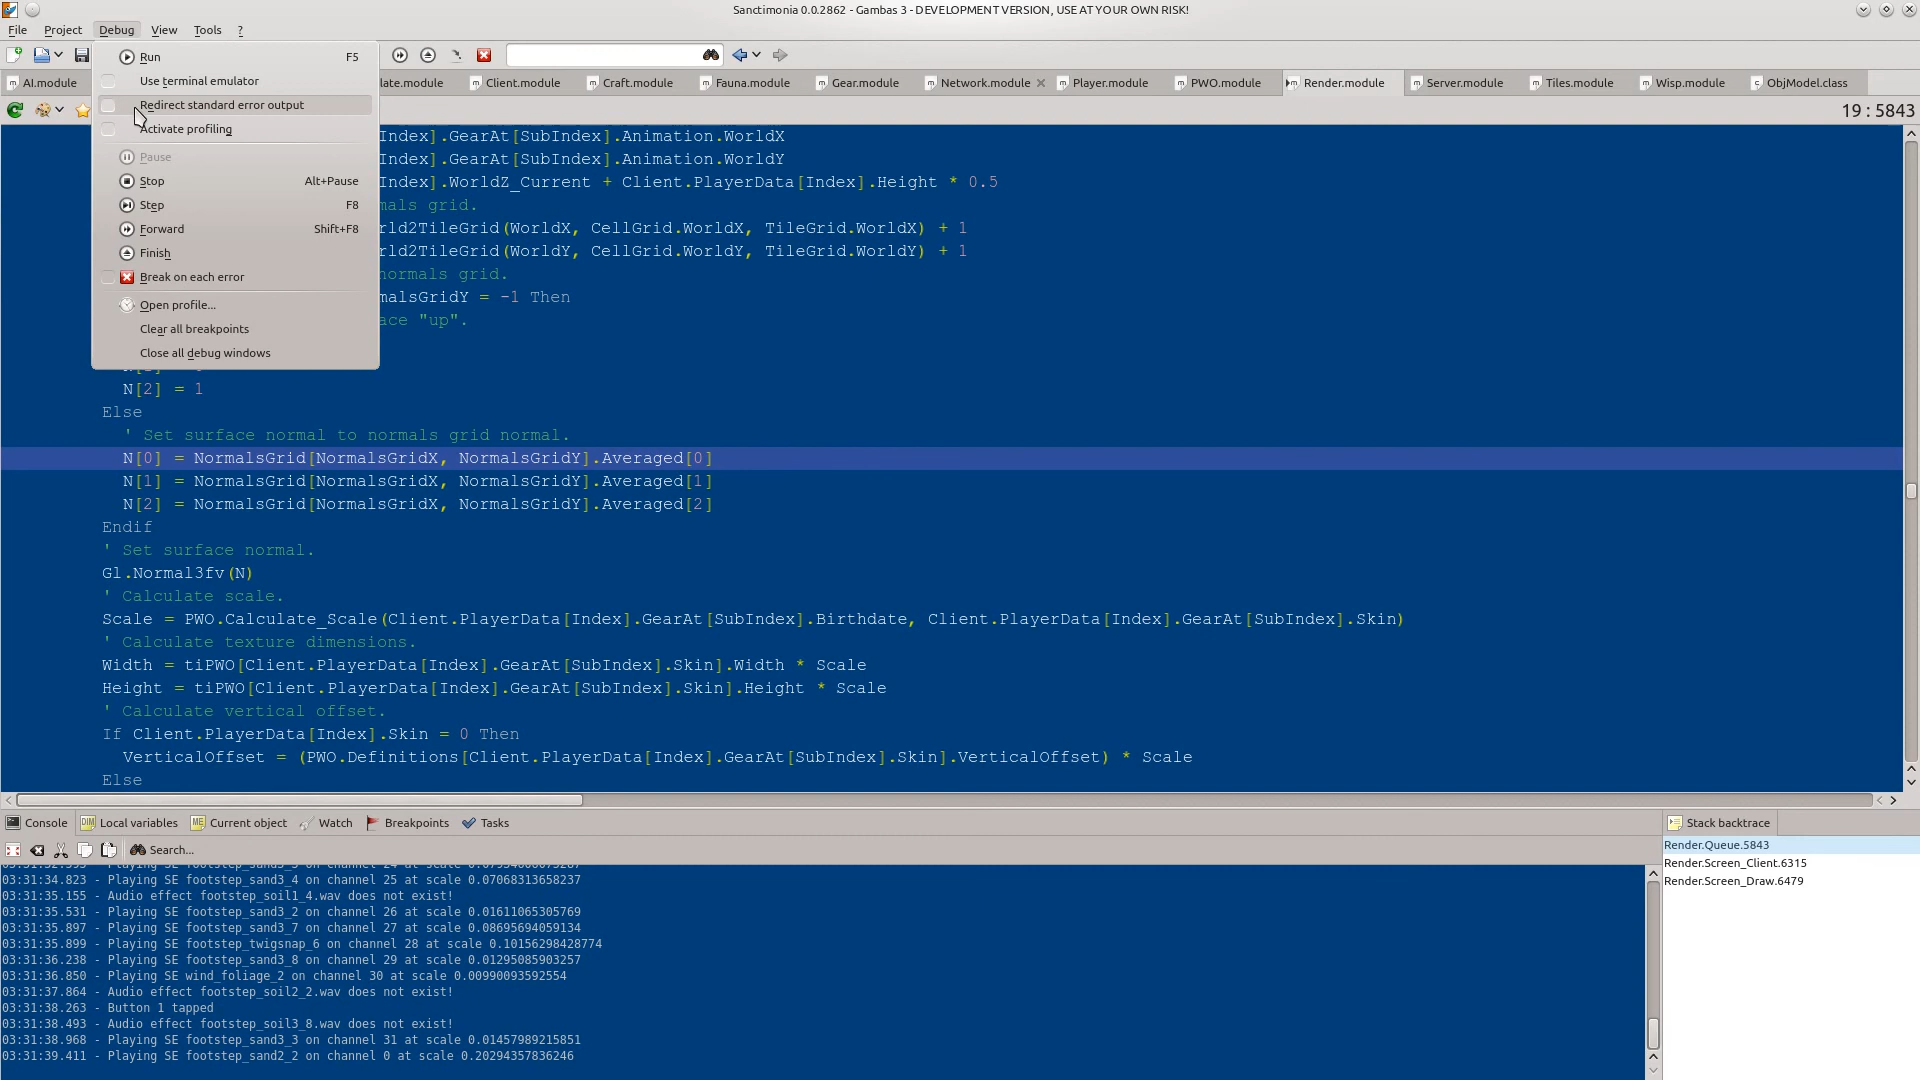 Sanctimonia 0.0.2862 - Gambas 3 - DEVELOPMENT VERSION, USE AT YOUR OWN RISK!
File Project Debug View Tools ?
AI.module
late.module
Client.module
Craft.module
Fauna.module
Gear.module
Network.module
Player.module
PWO.module
Render.module
Server.module
Tiles.module
Wisp.module
ObjModel.class
19 : 5843
Run F5
Use terminal emulator
Redirect standard error output
Activate profiling
Pause
Stop Alt+Pause
Step F8
Forward Shift+F8
Finish
Break on each error
Open profile...
Clear all breakpoints
Close all debug windows
Index].GearAt[SubIndex].Animation.WorldX
Index].GearAt[SubIndex].Animation.WorldY
Index].WorldZ_Current + Client.PlayerData[Index].Height * 0.5
mals grid.
rld2TileGrid(WorldX, CellGrid.WorldX, TileGrid.WorldX) + 1
rld2TileGrid(WorldY, CellGrid.WorldY, TileGrid.WorldY) + 1
normals grid.
malsGridY = -1 Then
ace "up".
N[2] = 1
Else
' Set surface normal to normals grid normal.
N[0] = NormalsGrid[NormalsGridX, NormalsGridY].Averaged[0]
N[1] = NormalsGrid[NormalsGridX, NormalsGridY].Averaged[1]
N[2] = NormalsGrid[NormalsGridX, NormalsGridY].Averaged[2]
Endif
' Set surface normal.
Gl.Normal3fv(N)
' Calculate scale.
Scale = PWO.Calculate_Scale(Client.PlayerData[Index].GearAt[SubIndex].Birthdate, Client.PlayerData[Index].GearAt[SubIndex].Skin)
' Calculate texture dimensions.
Width = tiPWO[Client.PlayerData[Index].GearAt[SubIndex].Skin].Width * Scale
Height = tiPWO[Client.PlayerData[Index].GearAt[SubIndex].Skin].Height * Scale
' Calculate vertical offset.
If Client.PlayerData[Index].Skin = 0 Then
VerticalOffset = (PWO.Definitions[Client.PlayerData[Index].GearAt[SubIndex].Skin].VerticalOffset) * Scale
Else
Console
Local variables
Current object
Watch
Breakpoints
Tasks
Search...
03:31:34.823 - Playing SE footstep_sand3_4 on channel 25 at scale 0.07068313658237
03:31:35.155 - Audio effect footstep_soil1_4.wav does not exist!
03:31:35.531 - Playing SE footstep_sand3_2 on channel 26 at scale 0.01611065305769
03:31:35.897 - Playing SE footstep_sand3_7 on channel 27 at scale 0.08695694059134
03:31:35.899 - Playing SE footstep_twigsnap_6 on channel 28 at scale 0.10156298428774
03:31:36.238 - Playing SE footstep_sand3_8 on channel 29 at scale 0.01295085903257
03:31:36.850 - Playing SE wind_foliage_2 on channel 30 at scale 0.00990093592554
03:31:37.864 - Audio effect footstep_soil2_2.wav does not exist!
03:31:38.263 - Button 1 tapped
03:31:38.493 - Audio effect footstep_soil3_8.wav does not exist!
03:31:38.968 - Playing SE footstep_sand3_3 on channel 31 at scale 0.01457989215851
03:31:39.411 - Playing SE footstep_sand2_2 on channel 0 at scale 0.20294357836246
Stack backtrace
Render.Queue.5843
Render.Screen_Client.6315
Render.Screen_Draw.6479